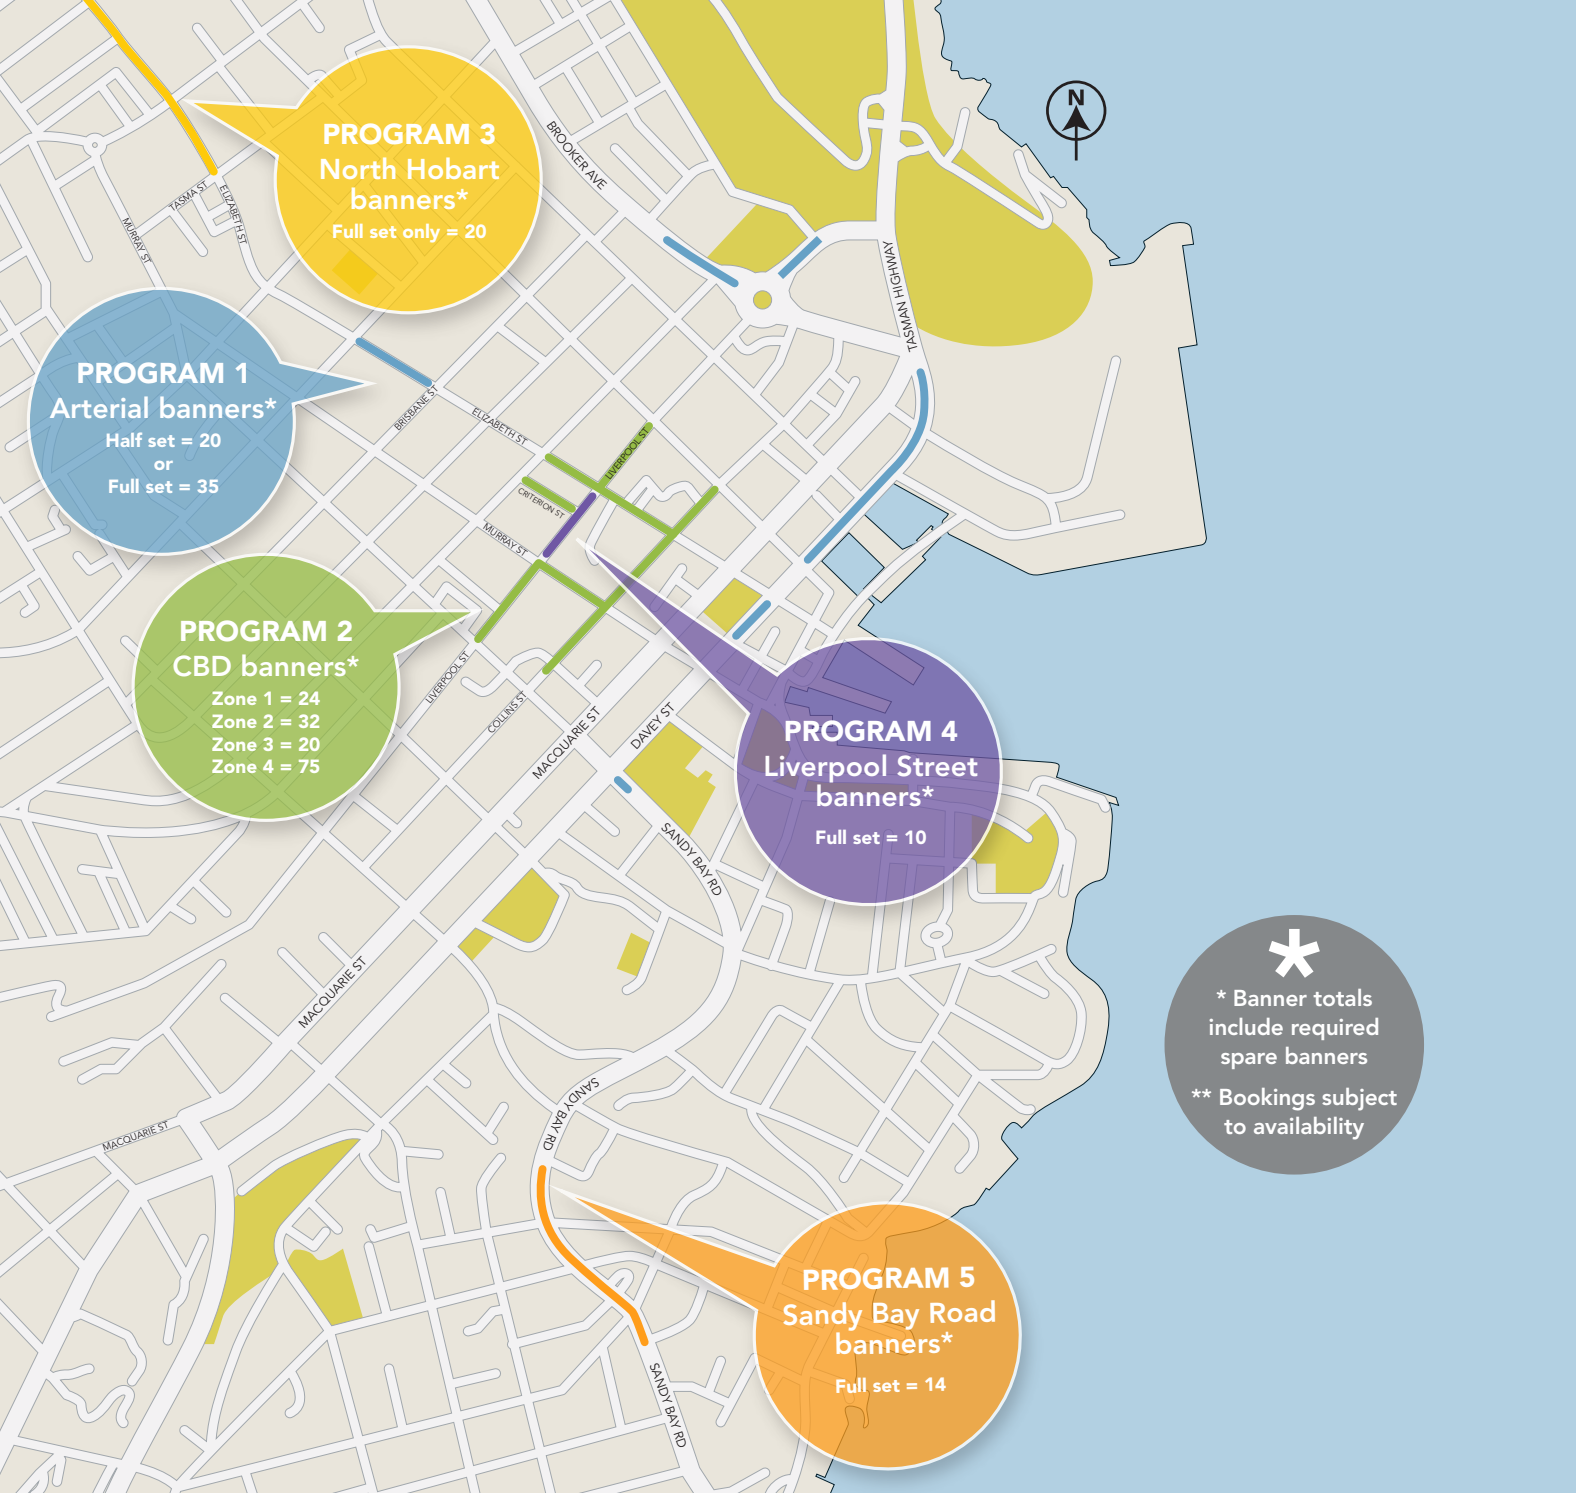 N
PROGRAM 3
North Hobart
banners*
Full set only = 20
BROOKER AVE
TASMA ST
ELIZABETH ST
MURRAY ST
TASMAN HIGHWAY
PROGRAM 1
Arterial banners*
Half set = 20
or
Full set = 35
BRISBANE ST
ELIZABETH ST
LIVERPOOL ST
CRITERION ST
MURRAY ST
PROGRAM 2
CBD banners*
Zone 1 = 24
Zone 2 = 32
Zone 3 = 20
Zone 4 = 75
LIVERPOOL ST
COLLINS ST
MACQUARIE ST
DAVEY ST
PROGRAM 4
Liverpool Street
banners*
Full set = 10
SANDY BAY RD
MACQUARIE ST
*
* Banner totals
include required
spare banners
** Bookings subject
to availability
SANDY BAY RD
MACQUARIE ST
PROGRAM 5
Sandy Bay Road
banners*
Full set = 14
SANDY BAY RD